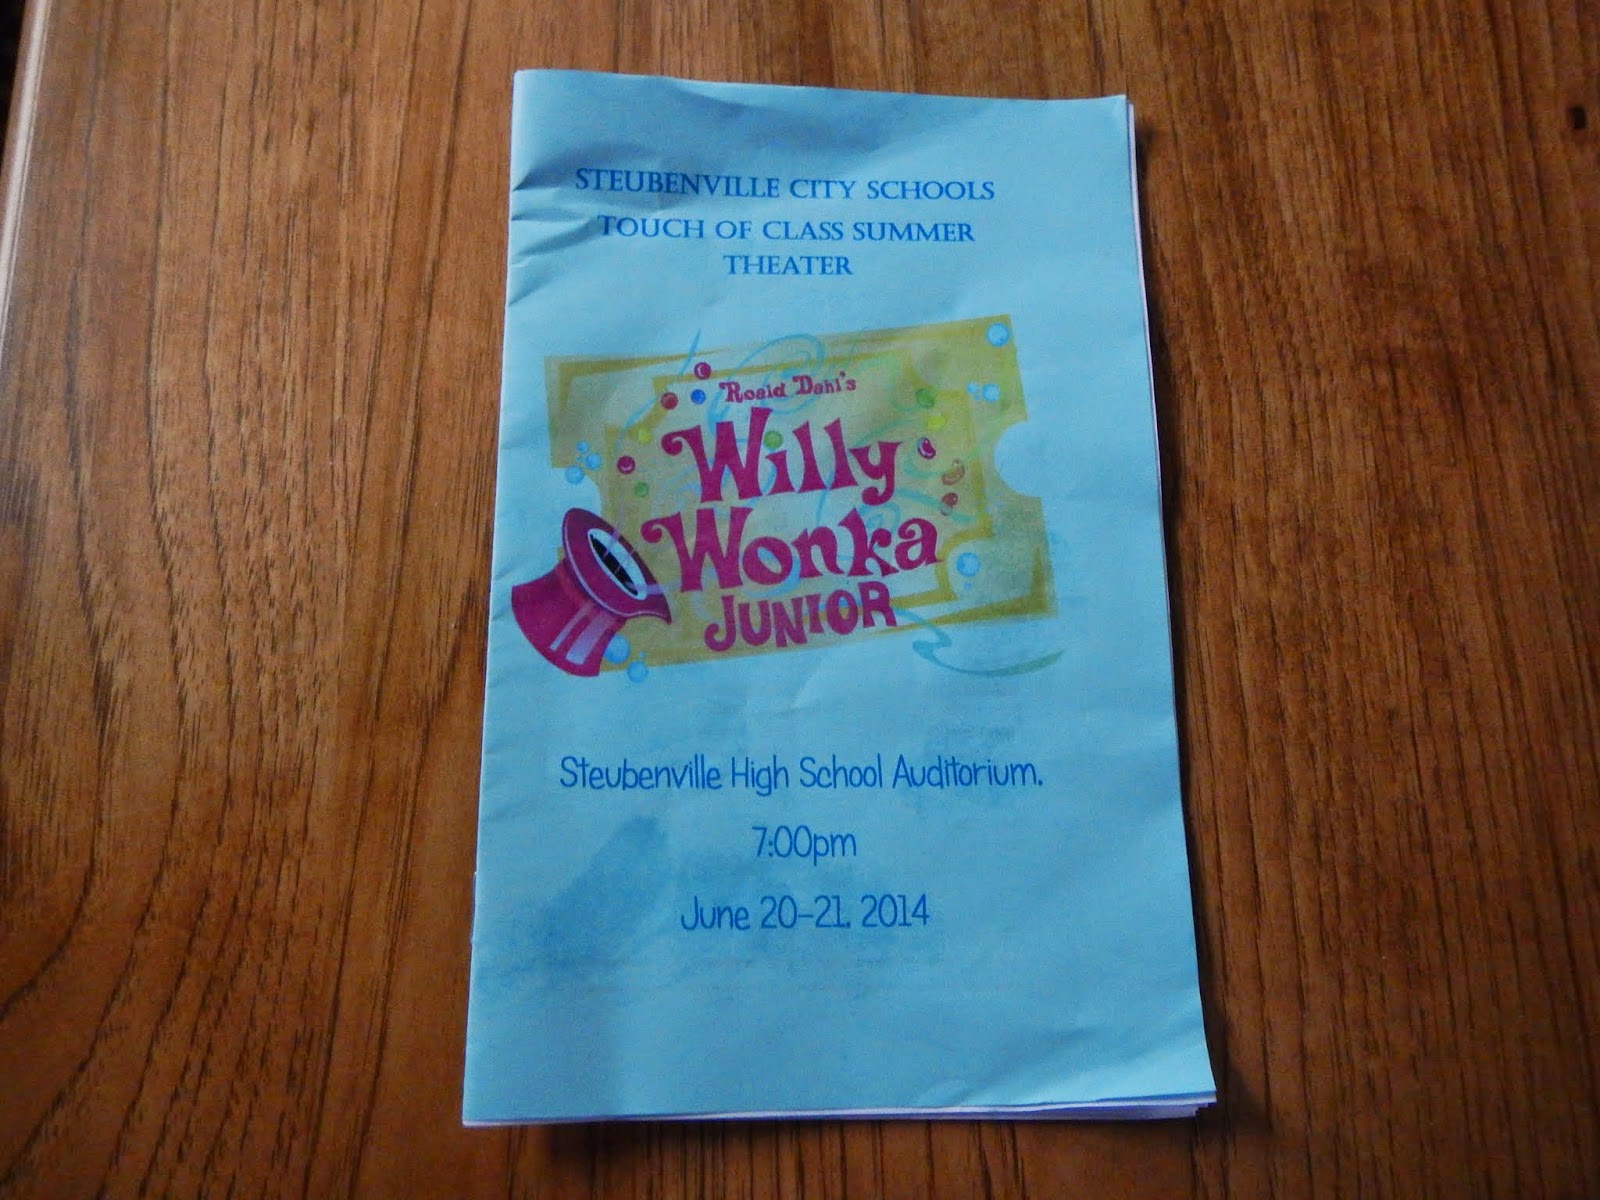 STEUBENVILLE CITY SCHOOLS
TOUCH OF CLASS SUMMER
THEATER
Roald Dahl's
Willy
Wonka
JUNIOR
Steubenville High School Auditorium.
7:00pm
June 20-21, 2014